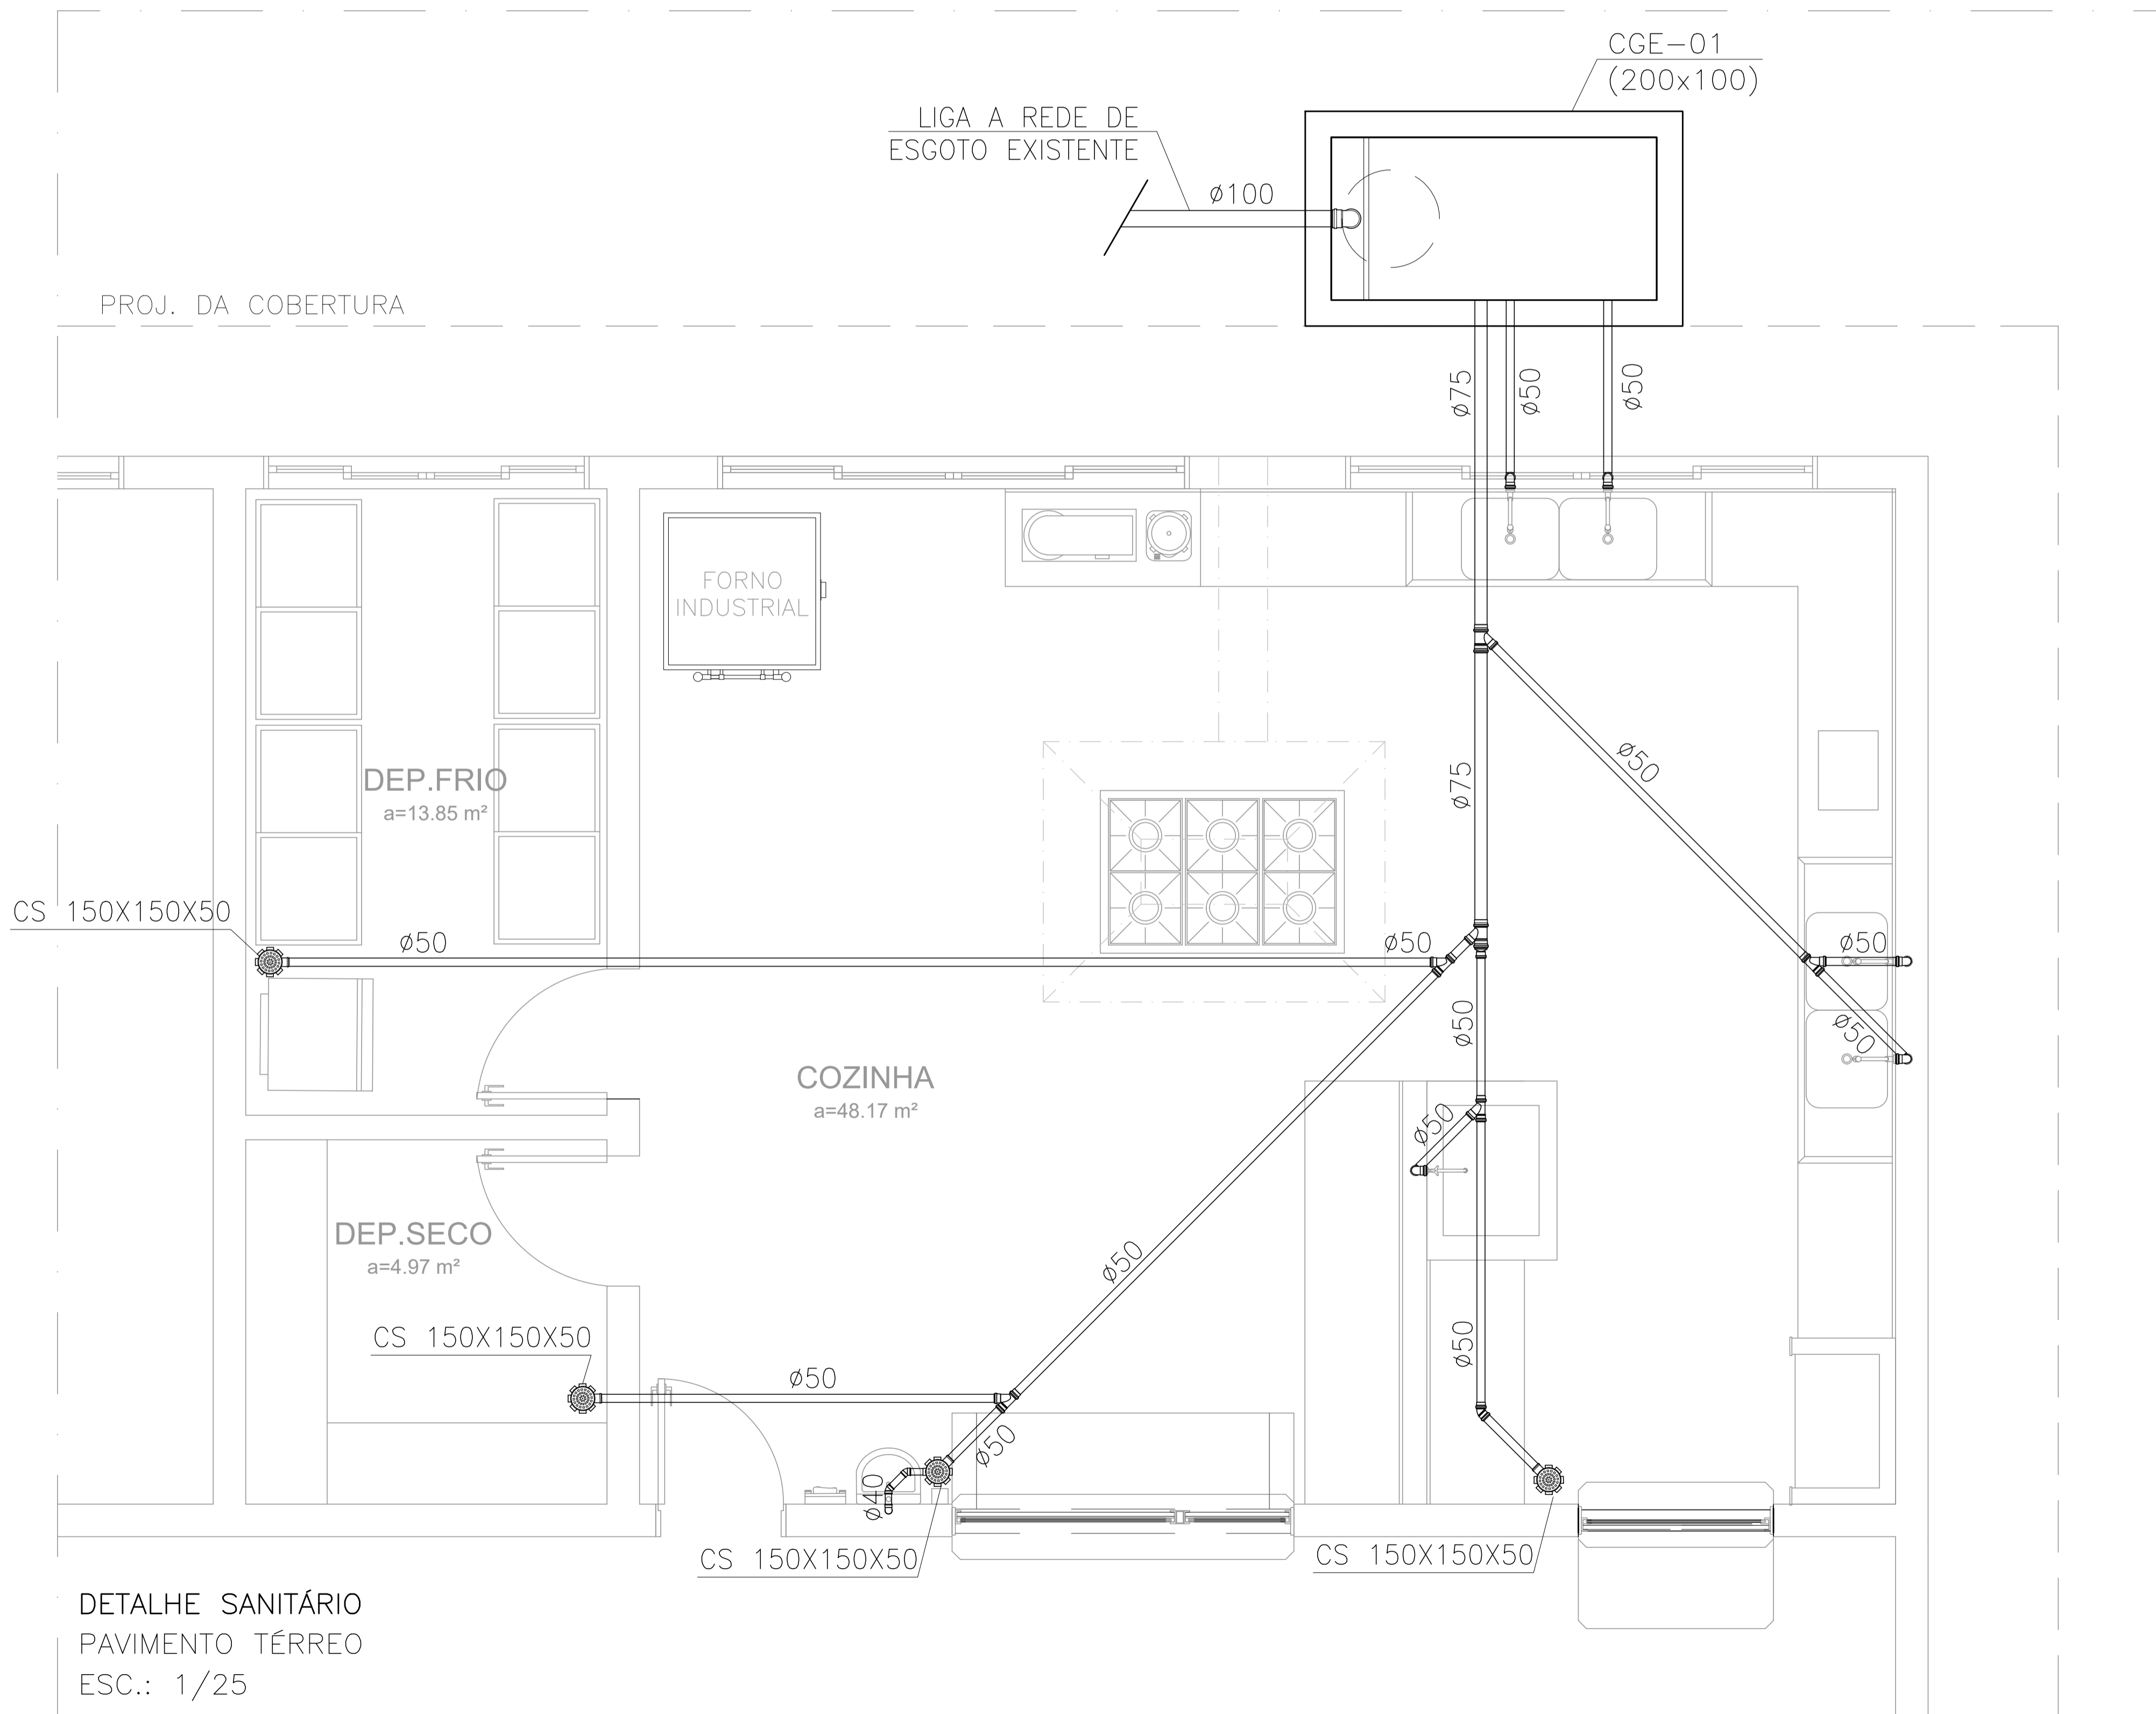 CGE-01
(200x100)
LIGA A REDE DE
ESGOTO EXISTENTE
ø100
PROJ. DA COBERTURA
ø75
ø50
ø50
FORNO
INDUSTRIAL
ø50
DEP.FRIO
a=13.85 m²
ø75
CS 150X150X50
ø50
ø50
ø50
ø50
ø50
COZINHA
a=48.17 m²
ø50
DEP.SECO
a=4.97 m²
ø50
CS 150X150X50
ø50
ø50
ø50
ø40
CS 150X150X50
CS 150X150X50
DETALHE SANITÁRIO
PAVIMENTO TÉRREO
ESC.: 1/25